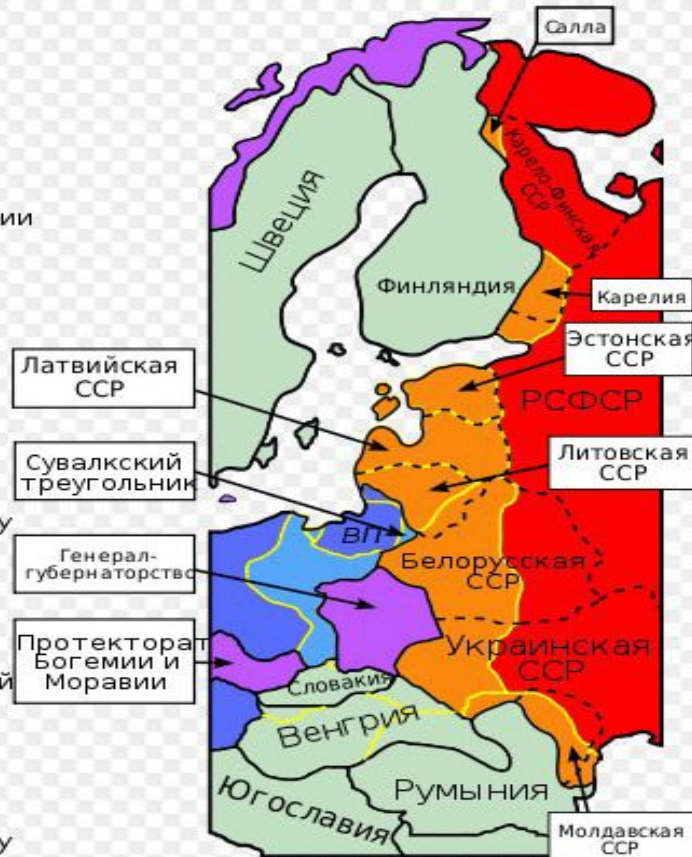 Салла
Карело-Финская
ССР
Швеция
ии
Финляндия
Карелия
Эстонская
ССР
Латвийская
ССР
РСФСР
Сувалкский
треугольник
Литовская
ССР
у
ВП
Генерал-
губернаторство
Белорусская
ССР
Протекторат
Богемии и
Моравии
й
Украинская
ССР
Словакия
Венгрия
Румыния
Югославия
у
Молдавская
ССР